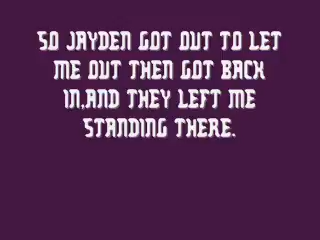 SO JAYDEN GOT OUT TO LET
ME OUT THEN GOT BACK
IN,AND THEY LEFT ME
STANDING THERE.